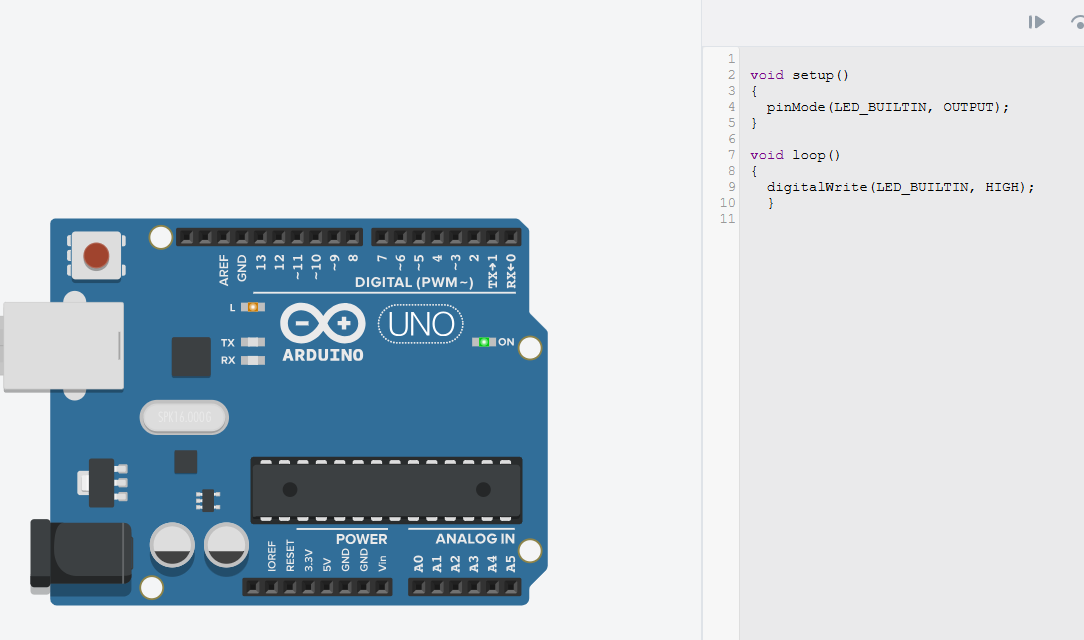 1
2 void setup()
3 {
4 pinMode(LED_BUILTIN, OUTPUT);
5 }
6
7 void loop()
8 {
9 digitalWrite(LED_BUILTIN, HIGH);
10 }
11
AREF GND 13 12 ~11 ~10 ~9 8 7 ~6 ~5 4 ~3 2 TX→1 RX←0
DIGITAL (PWM~)
L
UNO
TX
ON
RX
ARDUINO
SPK16.000G
POWER
ANALOG IN
IOREF RESET 3.3V 5V GND GND Vin A0 A1 A2 A3 A4 A5